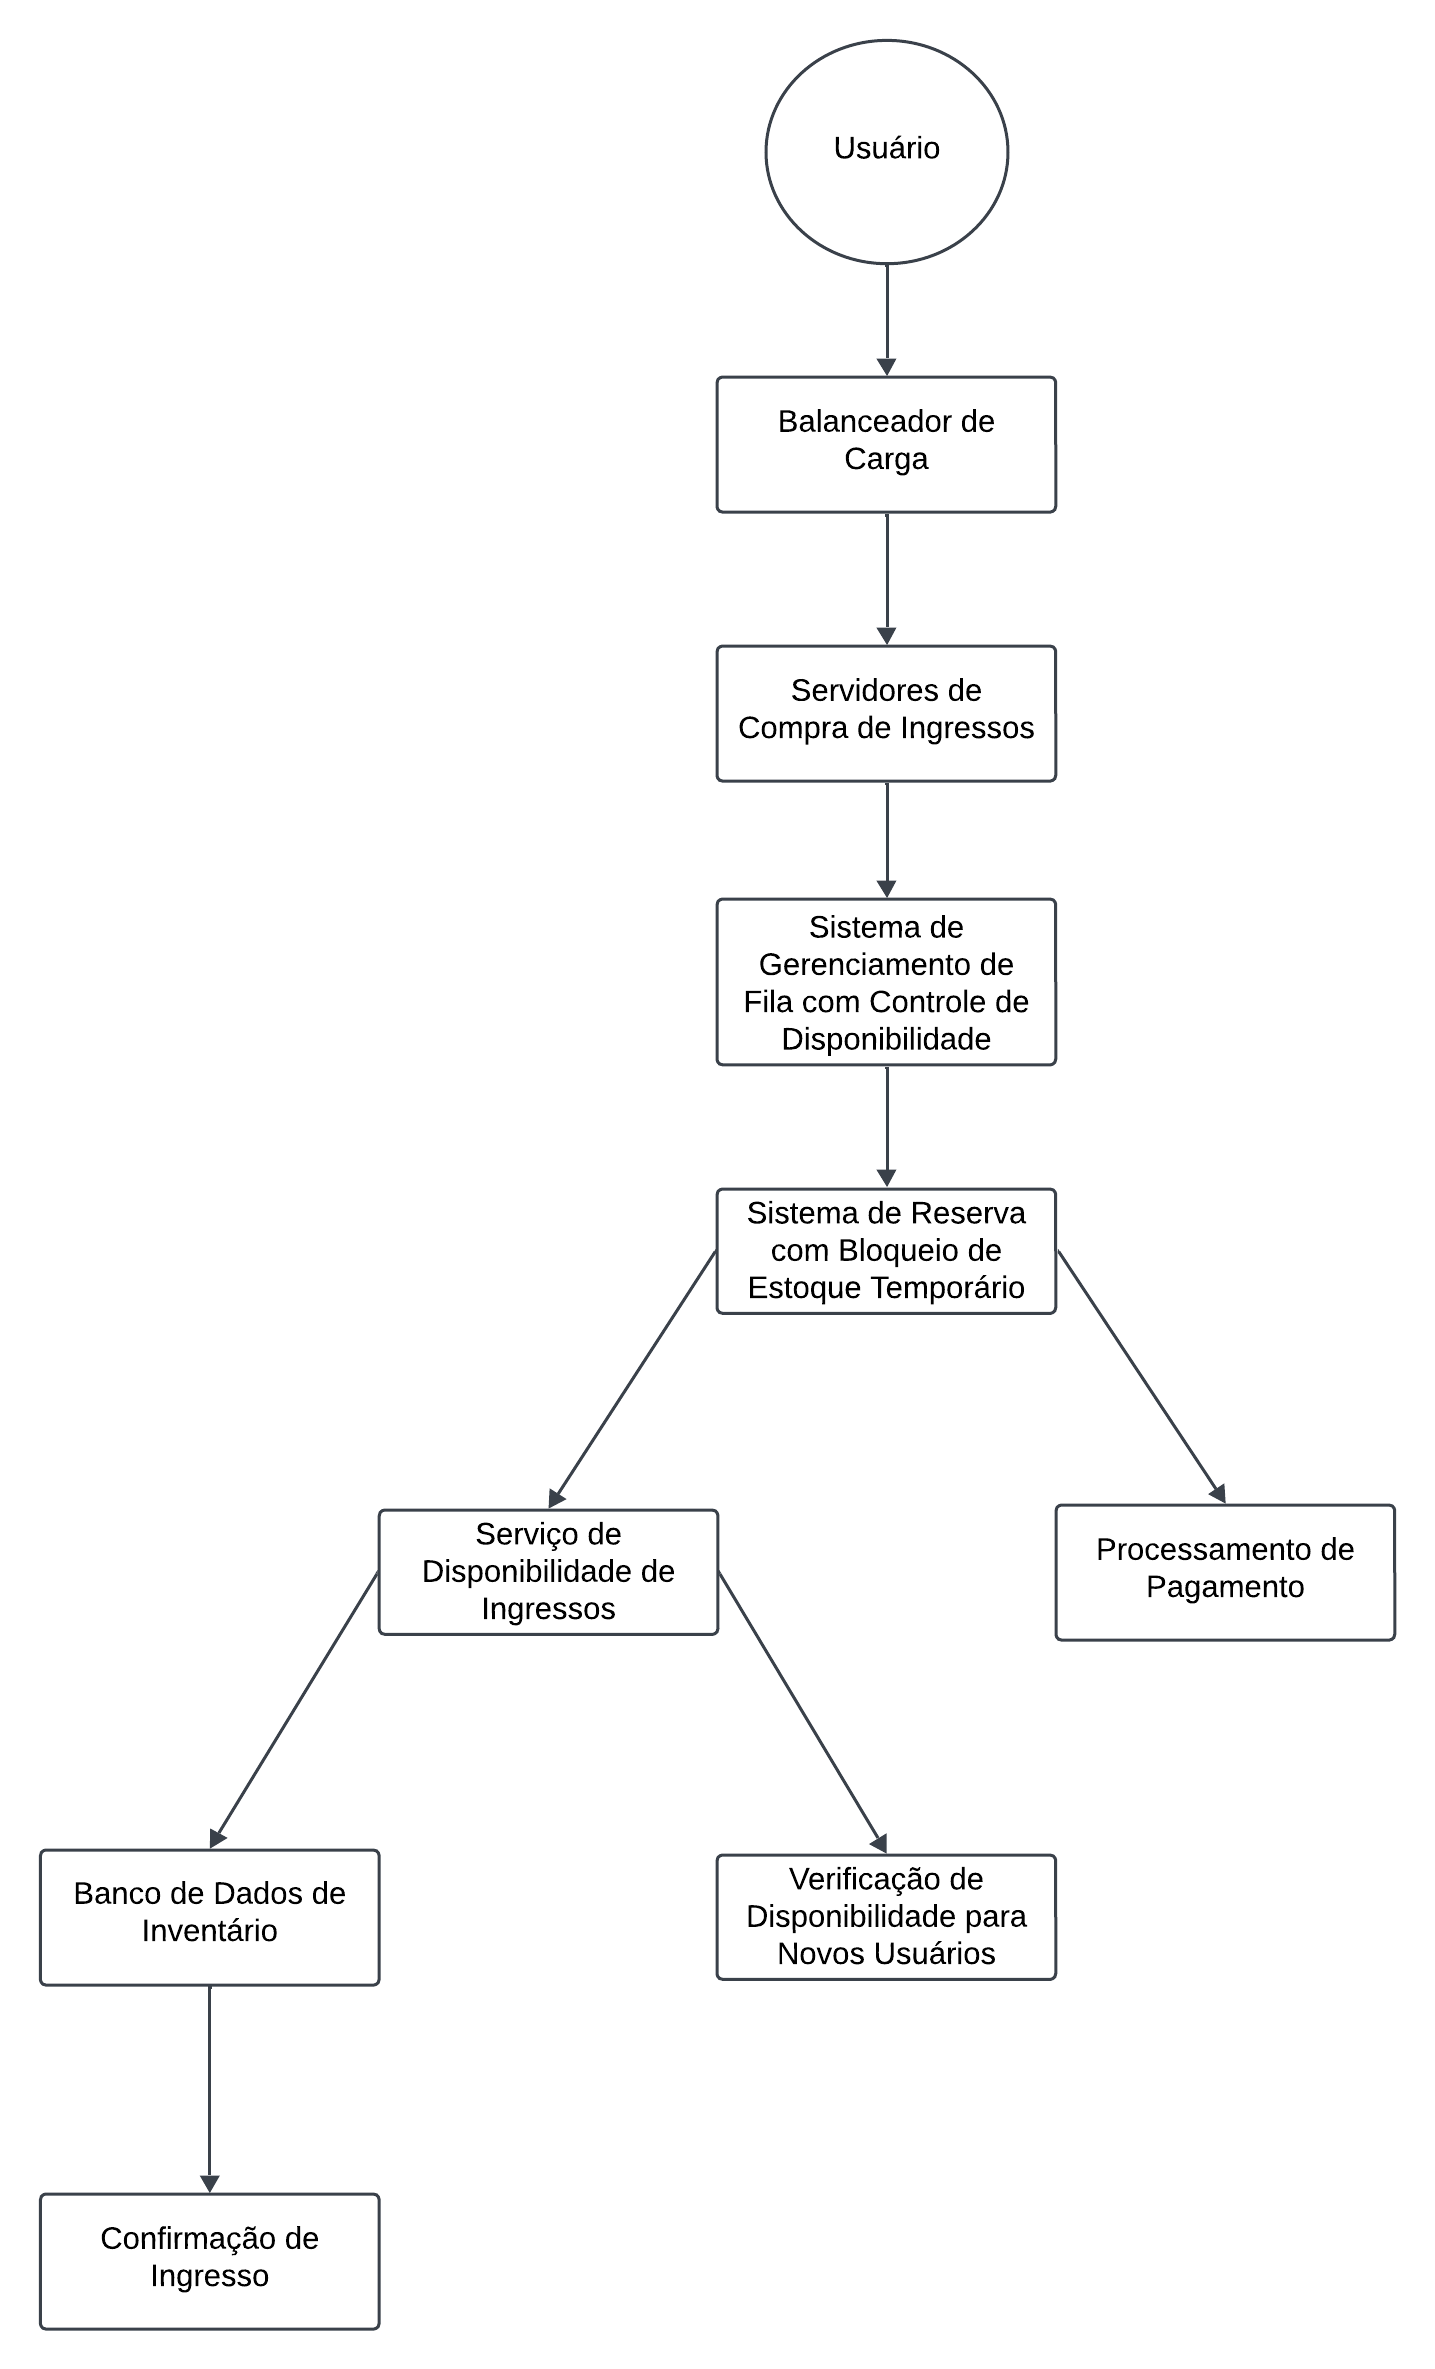 Usuário
Balanceador de
Carga
Servidores de
Compra de Ingressos
Sistema de
Gerenciamento de
Fila com Controle de
Disponibilidade
Sistema de Reserva
com Bloqueio de
Estoque Temporário
Serviço de
Disponibilidade de
Ingressos
Processamento de
Pagamento
Banco de Dados de
Inventário
Verificação de
Disponibilidade para
Novos Usuários
Confirmação de
Ingresso